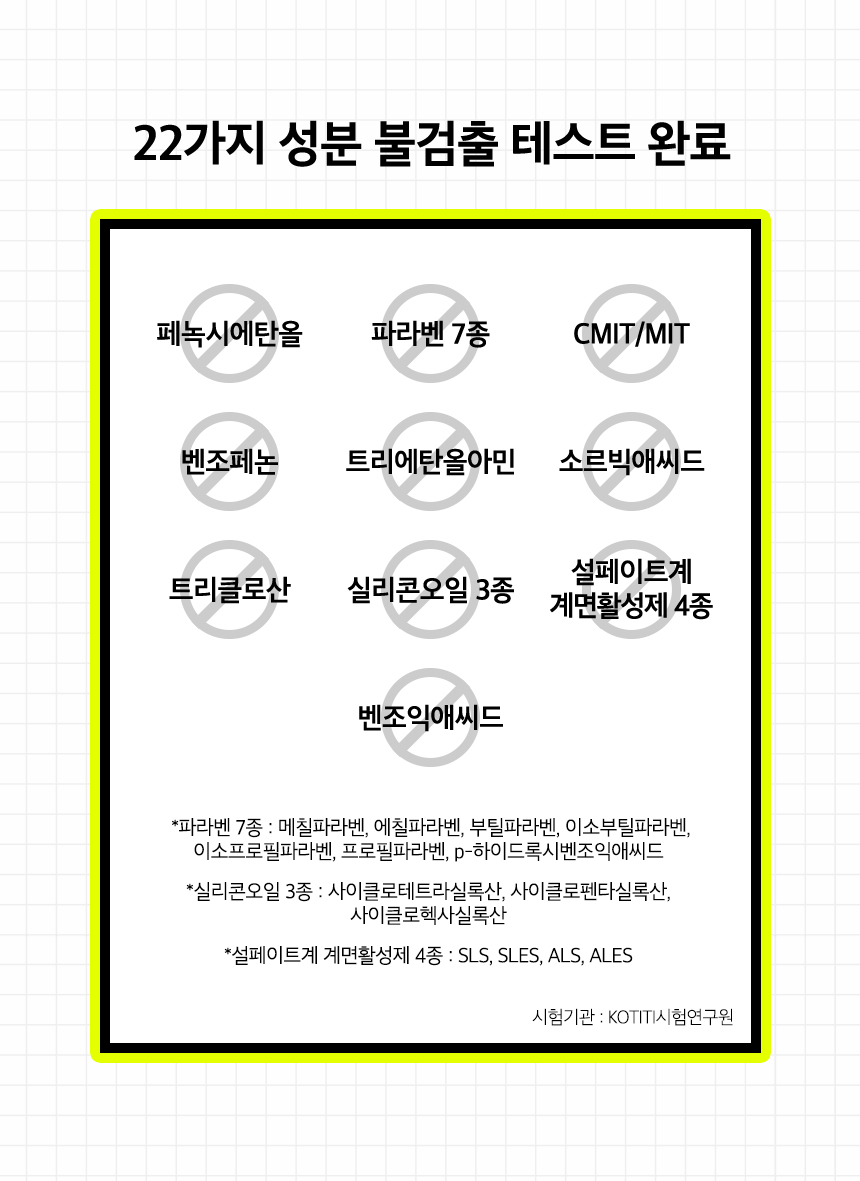 22가지 성분 불검출 테스트 완료
페녹시에탄올
파라벤 7종
CMIT/MIT
벤조페논
트리에탄올아민
소르빅애씨드
트리클로산
실리콘오일 3종
설페이트계
계면활성제 4종
벤조익애씨드
*파라벤 7종 : 메칠파라벤, 에칠파라벤, 부틸파라벤, 이소부틸파라벤,
이소프로필파라벤, 프로필파라벤, p-하이드록시벤조익애씨드
*실리콘오일 3종 : 사이클로테트라실록산, 사이클로펜타실록산,
사이클로헥사실록산
*설페이트계 계면활성제 4종 : SLS, SLES, ALS, ALES
시험기관 : KOTITI시험연구원